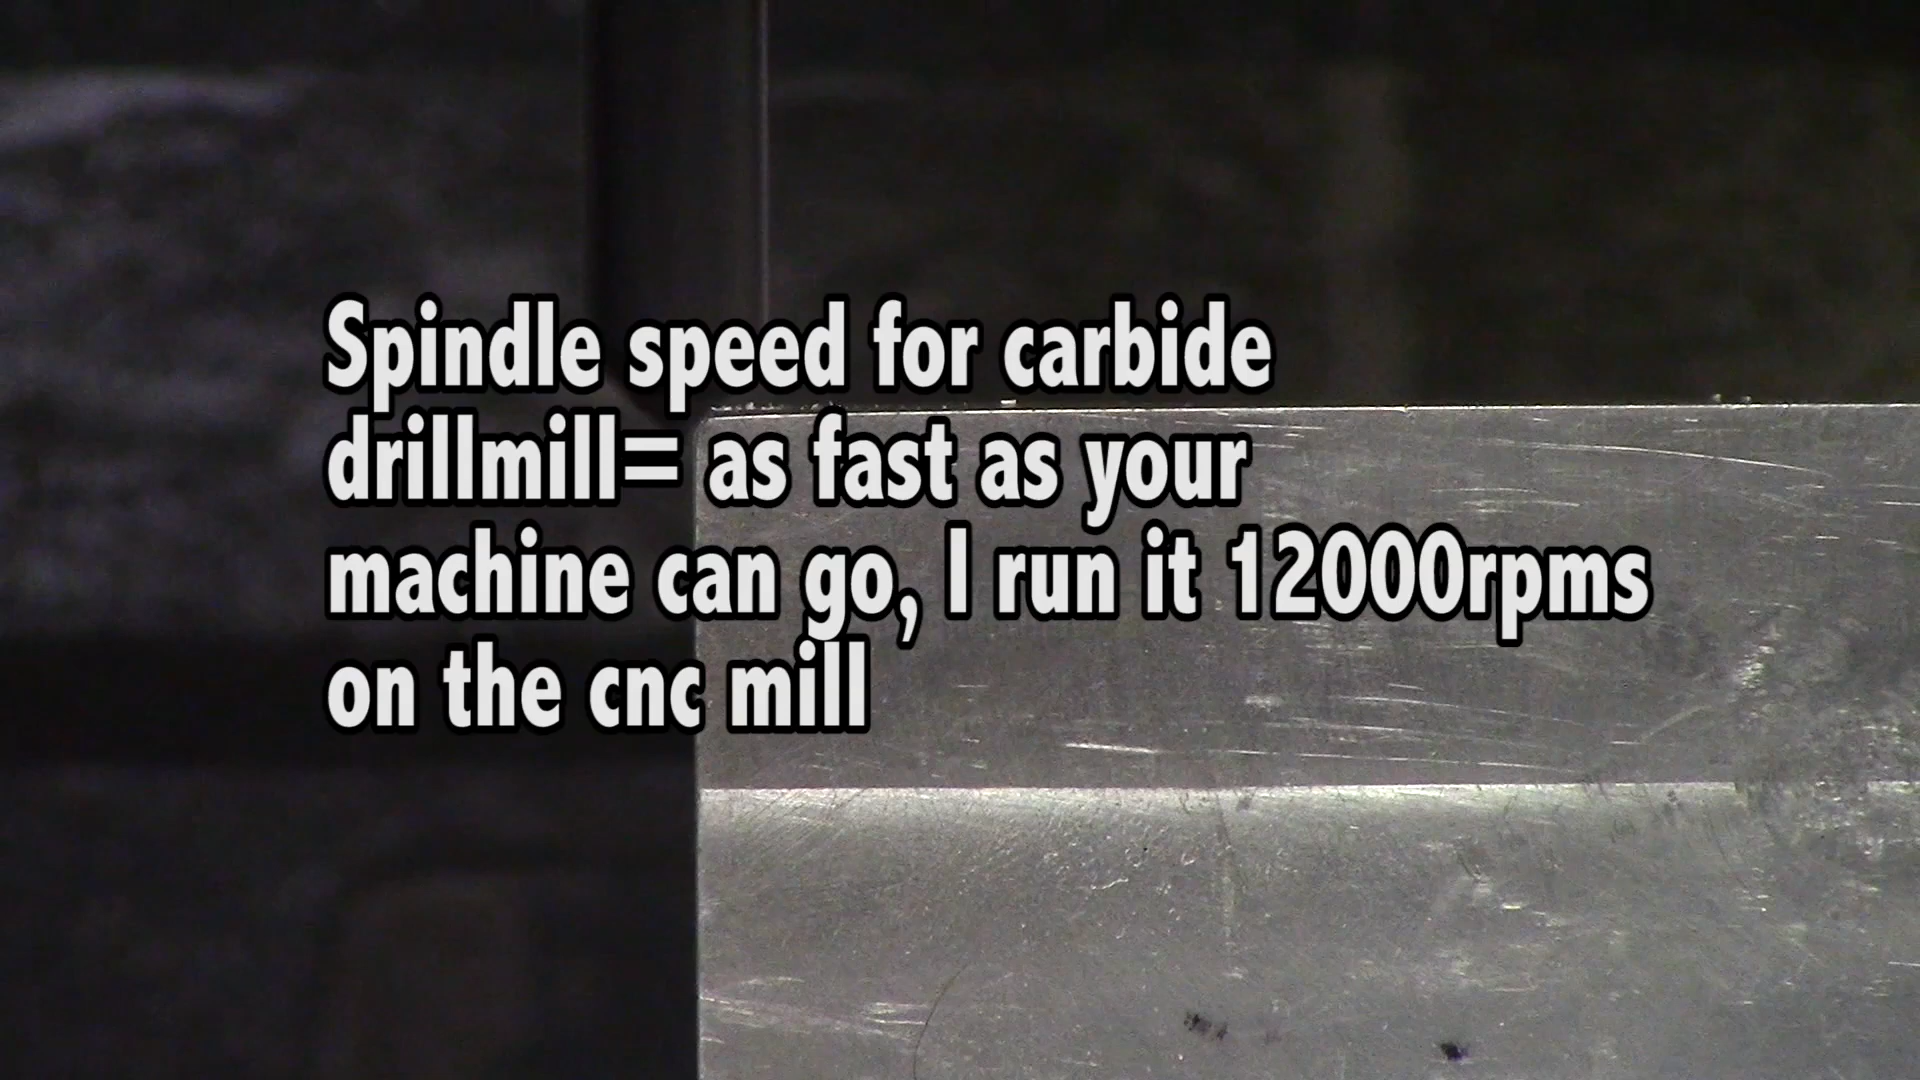 Spindle speed for carbide
drillmill= as fast as your
machine can go, I run it 12000rpms
on the cnc mill